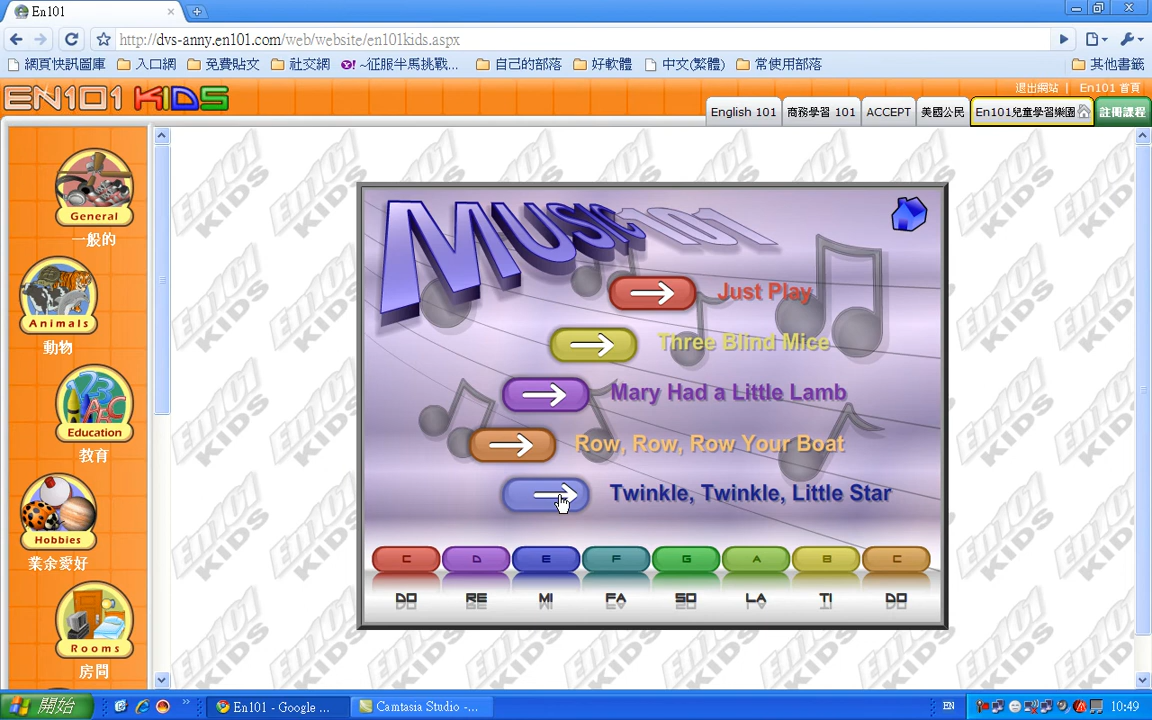 En101
http://dvs-anny.en101.com/web/website/en101kids.aspx
網頁快訊圖庫 入口網 免費貼文 社交網 ~征服半馬挑戰... 自己的部落 好軟體 中文(繁體) 常使用部落 其他書籤
EN101 KIDS
退出網站 | En101 首頁
English 101 商務學習 101 ACCEPT 美國公民 En101兒童學習樂園 註冊課程
General
一般的
Animals
動物
Education
教育
Hobbies
業余愛好
Rooms
房間
MUSIC 101
Just Play
Three Blind Mice
Mary Had a Little Lamb
Row, Row, Row Your Boat
Twinkle, Twinkle, Little Star
C D E F G A B C
DO RE MI FA SO LA TI DO
En101 KIDS
開始 En101 - Google ... Camtasia Studio -... EN 10:49